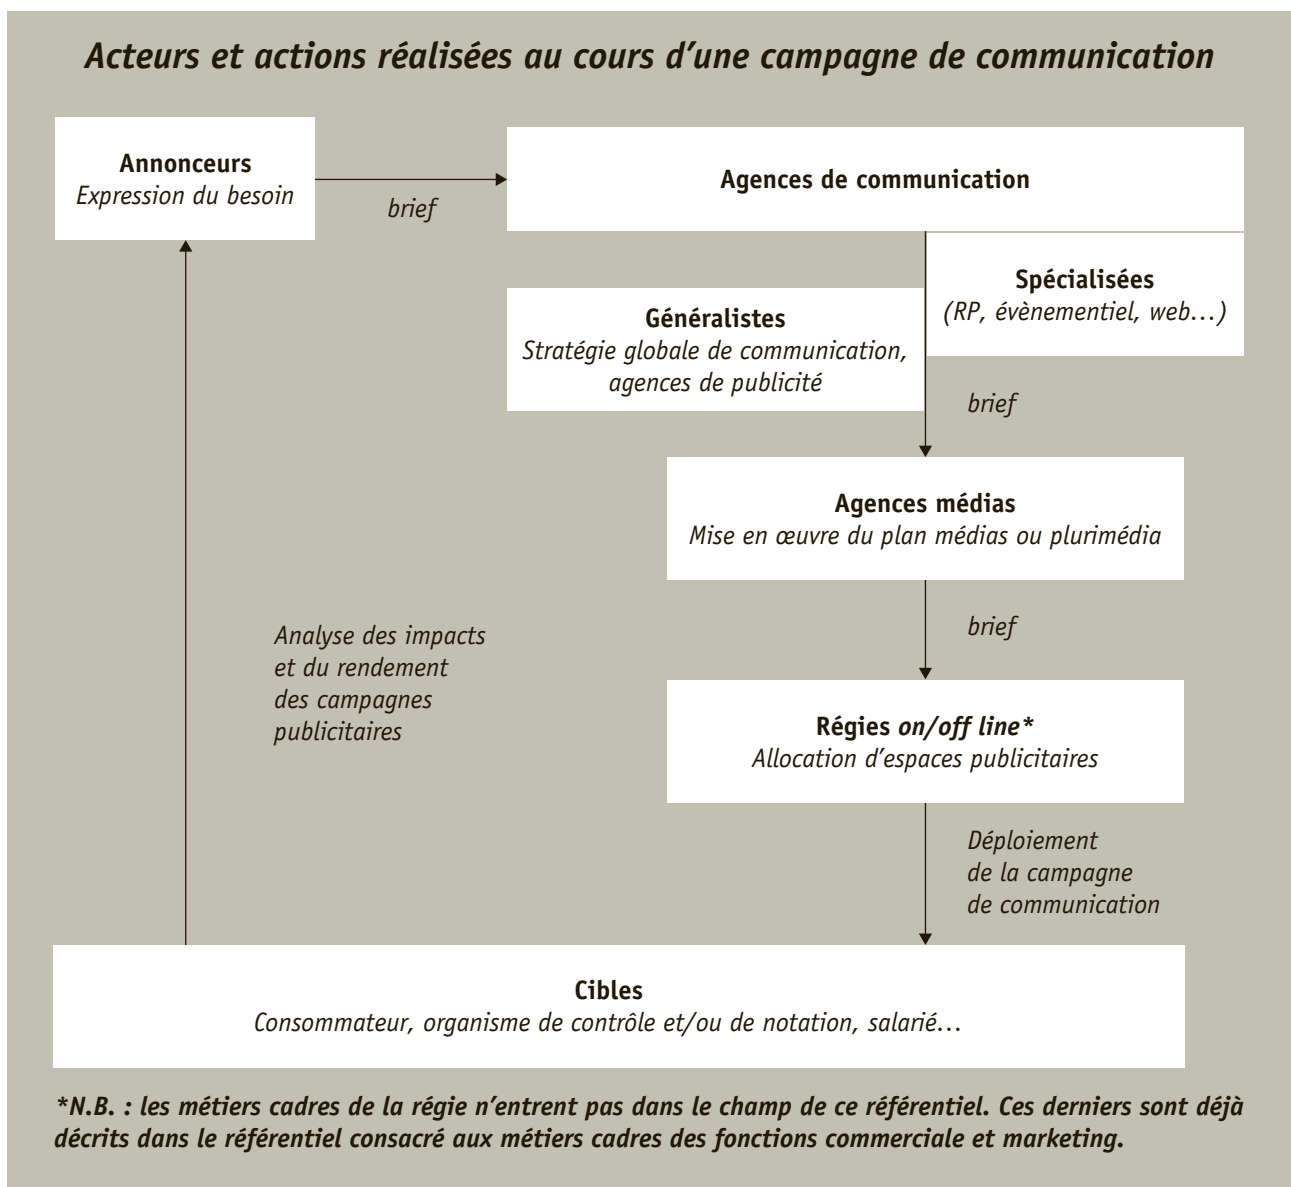 Acteurs et actions réalisées au cours d’une campagne de communication
Annonceurs
Expression du besoin
brief
Agences de communication
Spécialisées
(RP, évènementiel, web…)
Généralistes
Stratégie globale de communication,
agences de publicité
brief
Agences médias
Mise en œuvre du plan médias ou plurimédia
brief
Analyse des impacts
et du rendement
des campagnes
publicitaires
Régies on/off line*
Allocation d’espaces publicitaires
Déploiement
de la campagne
de communication
Cibles
Consommateur, organisme de contrôle et/ou de notation, salarié…
*N.B. : les métiers cadres de la régie n’entrent pas dans le champ de ce référentiel. Ces derniers sont déjà
décrits dans le référentiel consacré aux métiers cadres des fonctions commerciale et marketing.